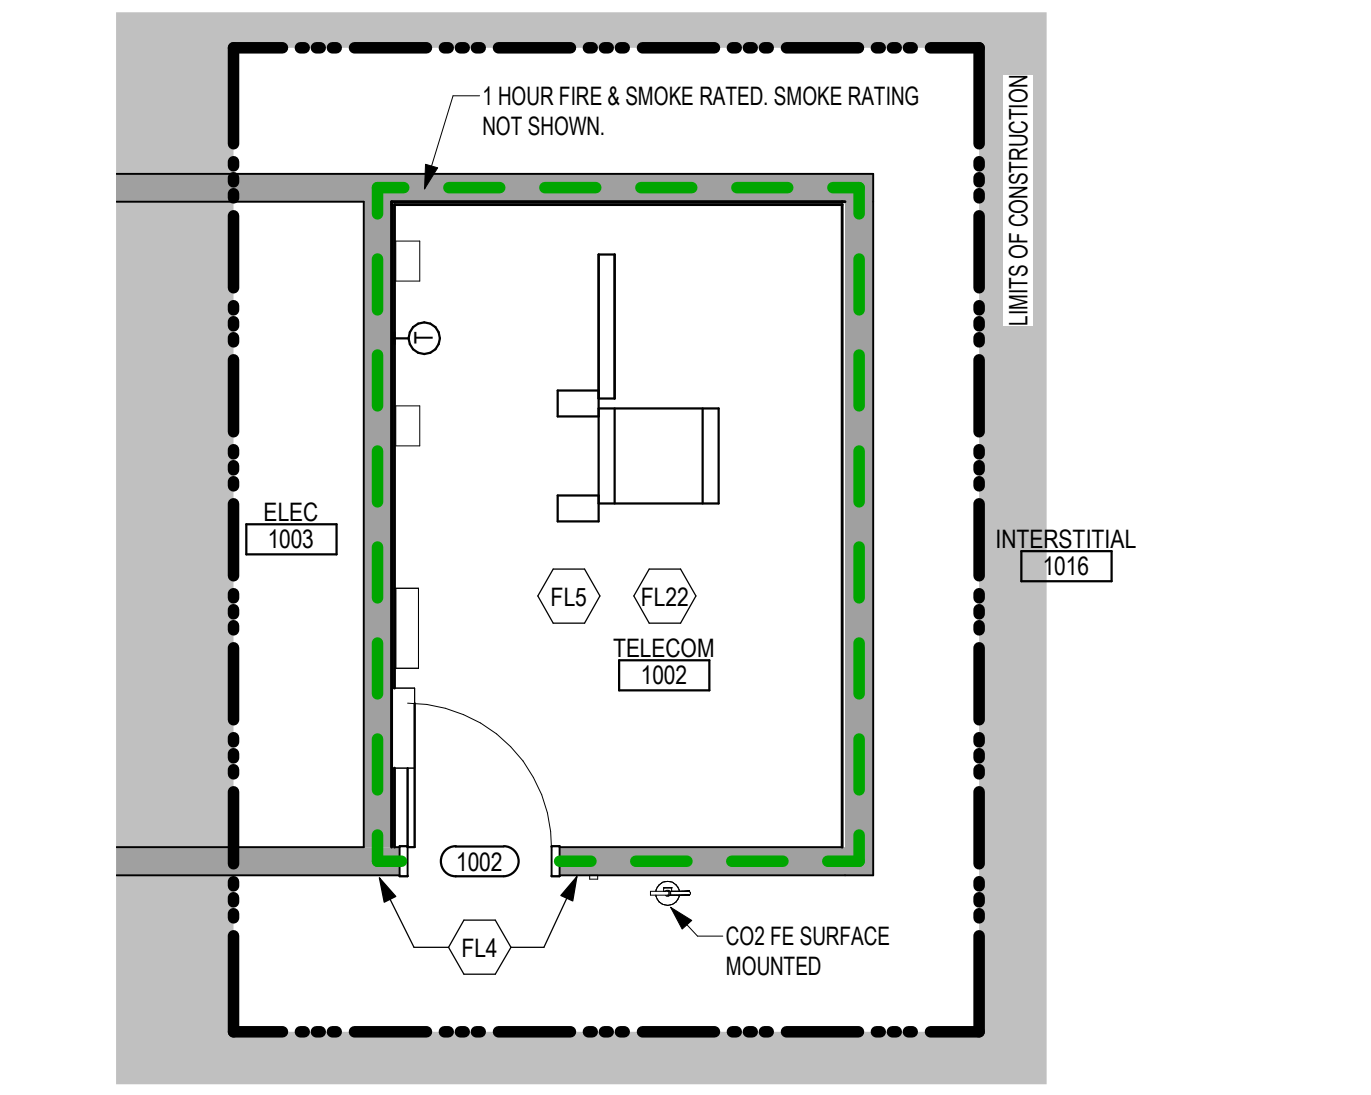 1 HOUR FIRE & SMOKE RATED. SMOKE RATING
NOT SHOWN.
LIMITS OF CONSTRUCTION
T
ELEC
1003
INTERSTITIAL
1016
FL5
FL22
TELECOM
1002
1002
FL4
CO2 FE SURFACE
MOUNTED